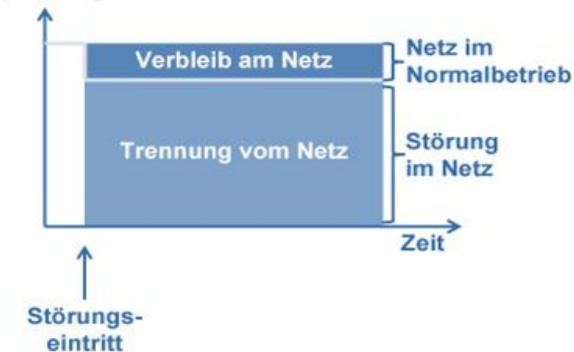 Verbleib am Netz
Netz im
Normalbetrieb
Trennung vom Netz
Störung
im Netz
Zeit
Störungs-
eintritt